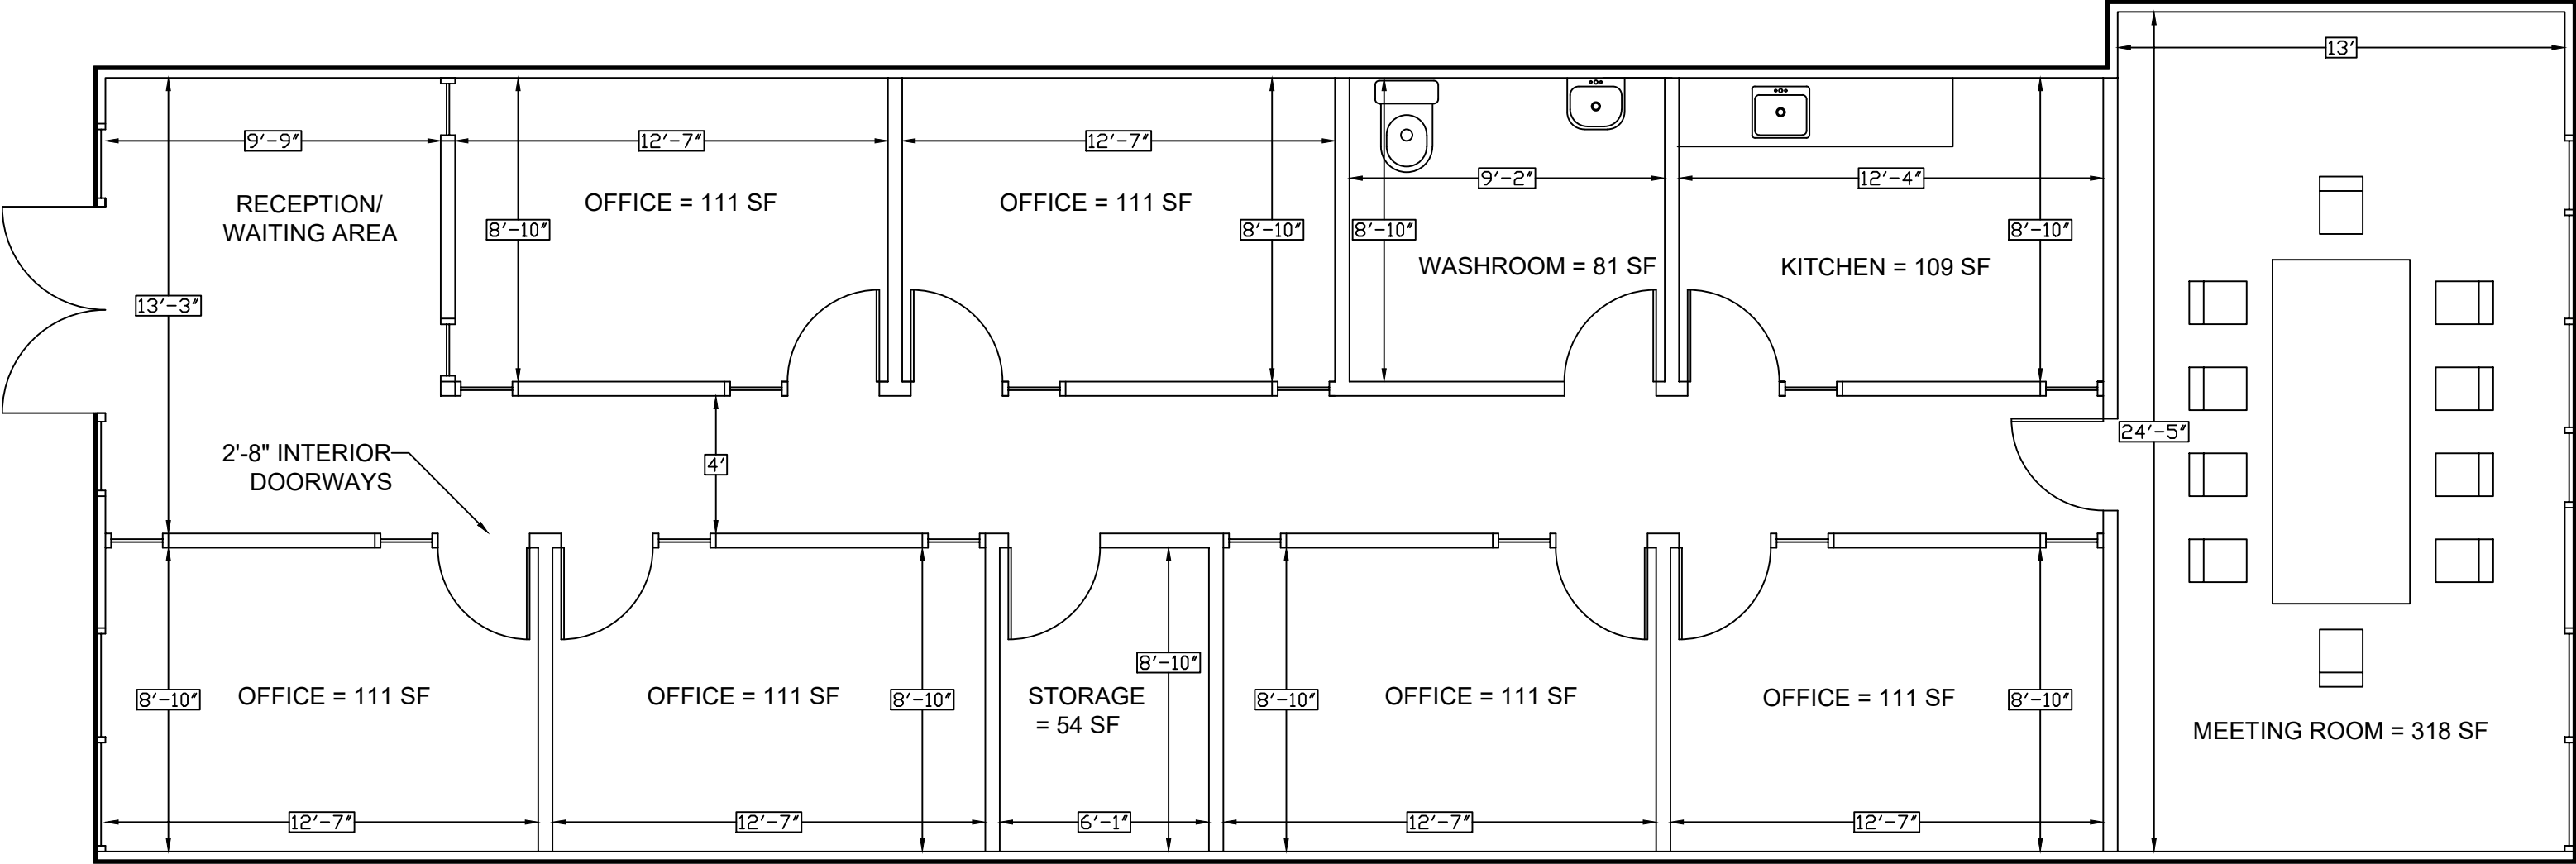 13'
9'-9"
12'-7"
12'-7"
9'-2"
12'-4"
RECEPTION/
WAITING AREA
OFFICE = 111 SF
OFFICE = 111 SF
8'-10"
8'-10"
8'-10"
8'-10"
WASHROOM = 81 SF
KITCHEN = 109 SF
13'-3"
24'-5"
2'-8" INTERIOR
DOORWAYS
4'
8'-10"
8'-10"
OFFICE = 111 SF
8'-10"
OFFICE = 111 SF
8'-10"
STORAGE
= 54 SF
8'-10"
OFFICE = 111 SF
OFFICE = 111 SF
8'-10"
MEETING ROOM = 318 SF
12'-7"
12'-7"
6'-1"
12'-7"
12'-7"